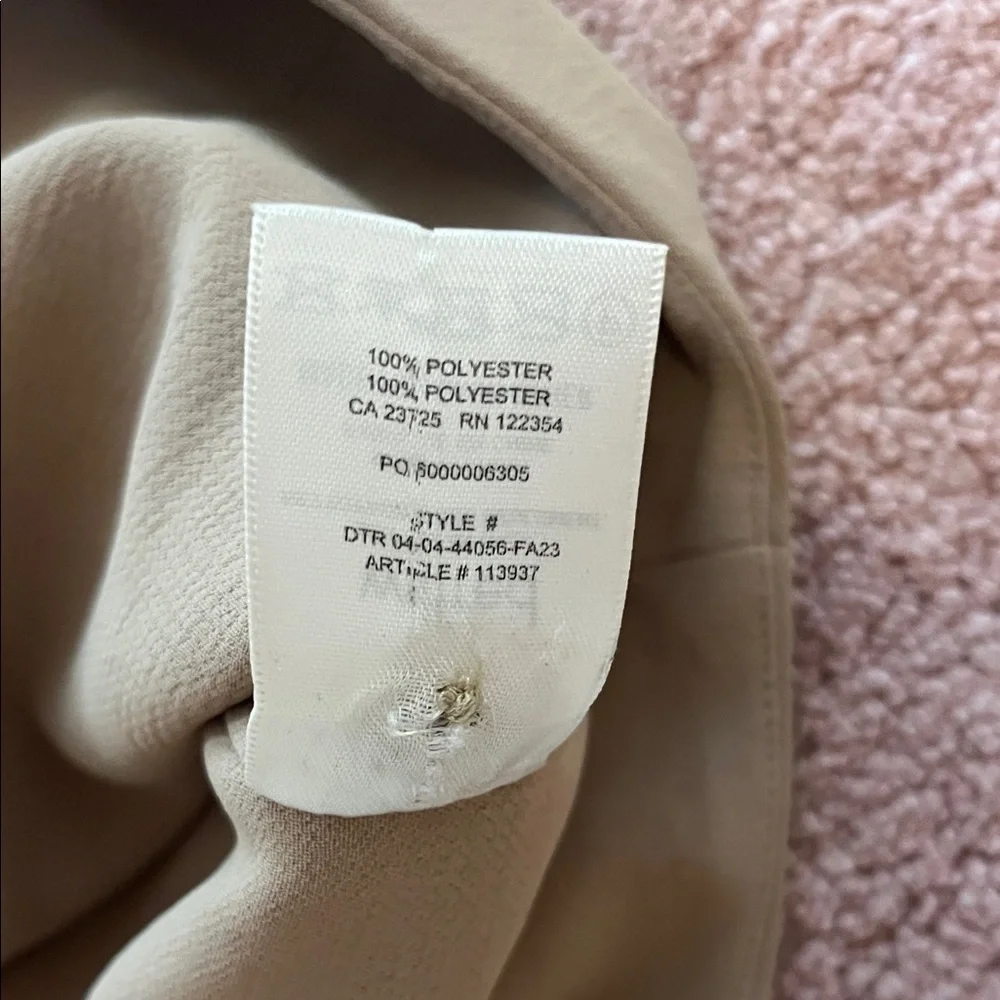 100% POLYESTER
100% POLYESTER
CA 23725 RN 122354
PO 6000006305
STYLE #
DTR 04-04-44056-FA23
ARTICLE # 113937